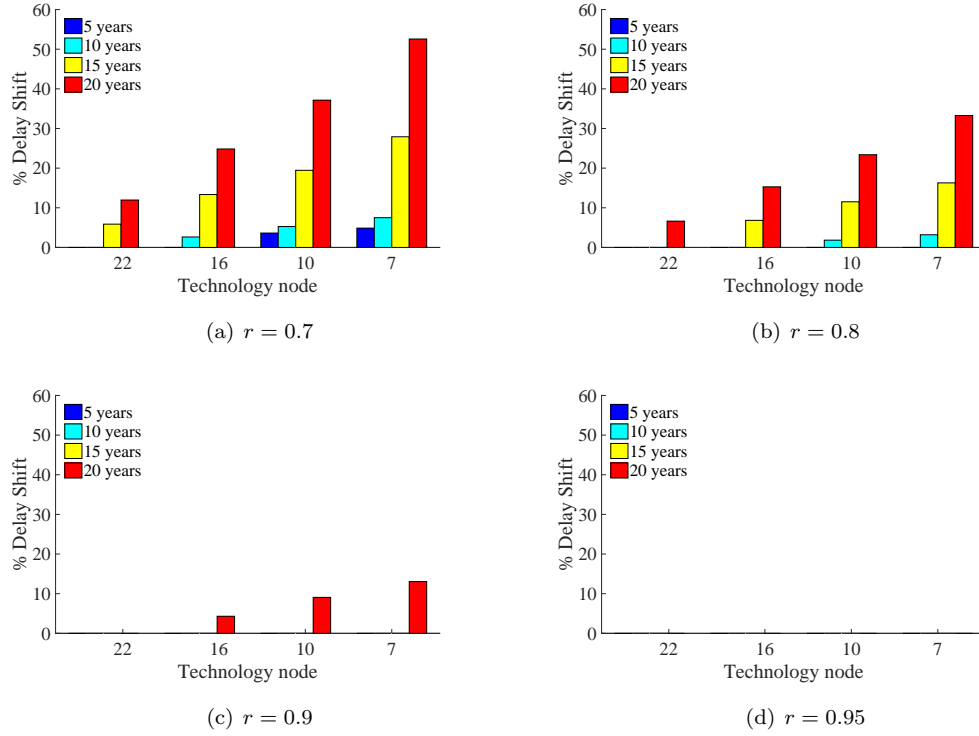 60
50
40
30
20
10
0
% Delay Shift
5 years
10 years
15 years
20 years
22 16 10 7
Technology node
(a) r = 0.7
60
50
40
30
20
10
0
% Delay Shift
5 years
10 years
15 years
20 years
22 16 10 7
Technology node
(b) r = 0.8
60
50
40
30
20
10
0
% Delay Shift
5 years
10 years
15 years
20 years
22 16 10 7
Technology node
(c) r = 0.9
60
50
40
30
20
10
0
% Delay Shift
5 years
10 years
15 years
20 years
22 16 10 7
Technology node
(d) r = 0.95